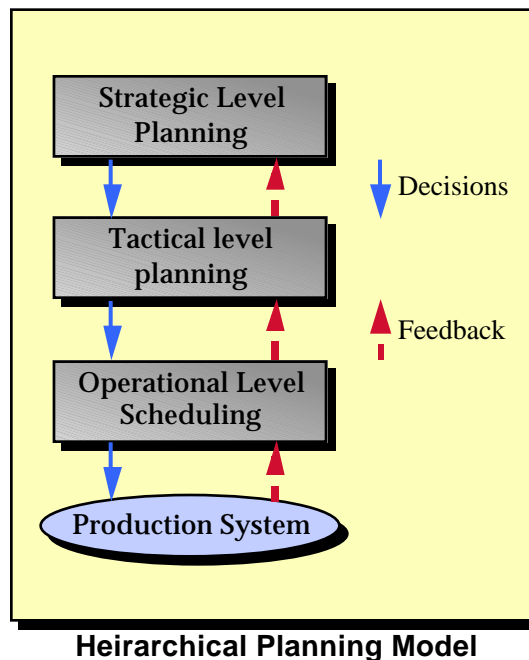 Strategic Level
Planning
Decisions
Tactical level
planning
Feedback
Operational Level
Scheduling
Production System
Heirarchical Planning Model